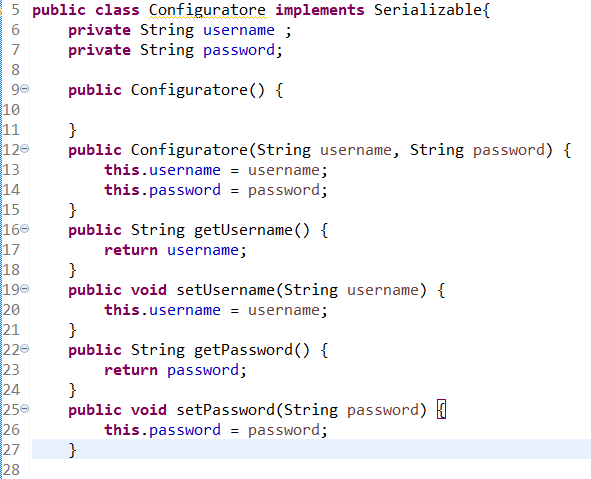 5 public class Configuratore implements Serializable{
6 private String username ;
7 private String password;
8
9 public Configuratore() {
10
11 }
12 public Configuratore(String username, String password) {
13 this.username = username;
14 this.password = password;
15 }
16 public String getUsername() {
17 return username;
18 }
19 public void setUsername(String username) {
20 this.username = username;
21 }
22 public String getPassword() {
23 return password;
24 }
25 public void setPassword(String password) {
26 this.password = password;
27 }
28